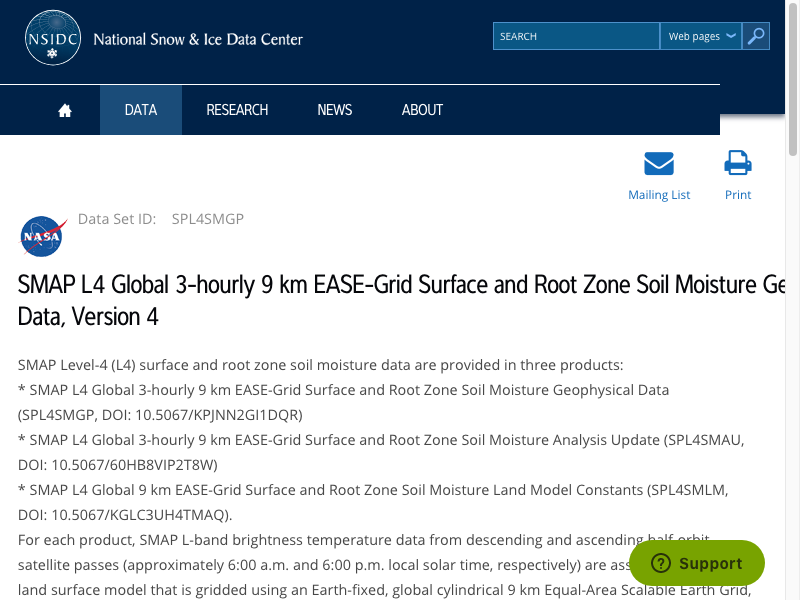 NSIDC
National Snow & Ice Data Center
SEARCH
Web pages
DATA
RESEARCH
NEWS
ABOUT
Mailing List
Print
NASA
Data Set ID: SPL4SMGP
SMAP L4 Global 3-hourly 9 km EASE-Grid Surface and Root Zone Soil Moisture Ge
Data, Version 4
SMAP Level-4 (L4) surface and root zone soil moisture data are provided in three products:
* SMAP L4 Global 3-hourly 9 km EASE-Grid Surface and Root Zone Soil Moisture Geophysical Data
(SPL4SMGP, DOI: 10.5067/KPJNN2GI1DQR)
* SMAP L4 Global 3-hourly 9 km EASE-Grid Surface and Root Zone Soil Moisture Analysis Update (SPL4SMAU,
DOI: 10.5067/60HB8VIP2T8W)
* SMAP L4 Global 9 km EASE-Grid Surface and Root Zone Soil Moisture Land Model Constants (SPL4SMLM,
DOI: 10.5067/KGLC3UH4TMAQ).
For each product, SMAP L-band brightness temperature data from descending and ascending half-orbit
satellite passes (approximately 6:00 a.m. and 6:00 p.m. local solar time, respectively) are ass
land surface model that is gridded using an Earth-fixed, global cylindrical 9 km Equal-Area Scalable Earth Grid,
Support